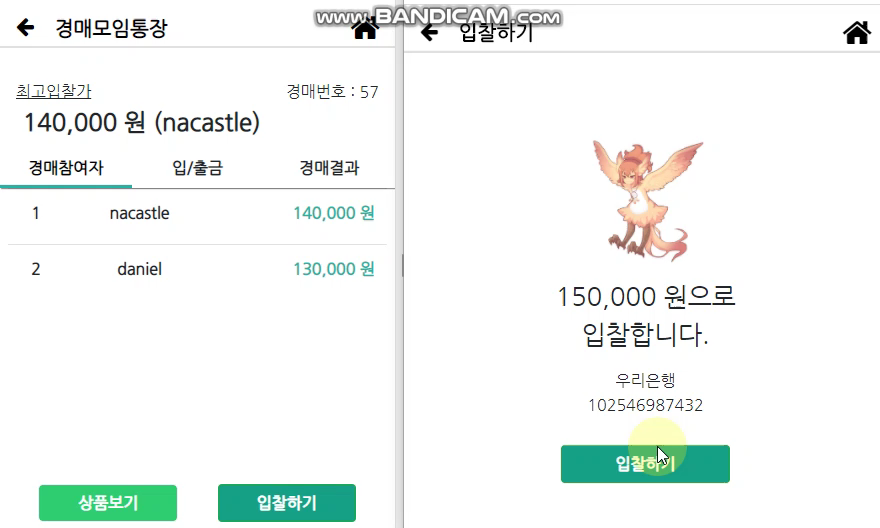 www.BANDICAM.com
경매모임통장
최고입찰가
경매번호 : 57
140,000 원 (nacastle)
경매참여자 입/출금 경매결과
1 nacastle 140,000 원
2 daniel 130,000 원
상품보기 입찰하기
입찰하기
150,000 원으로
입찰합니다.
우리은행
102546987432
입찰하기